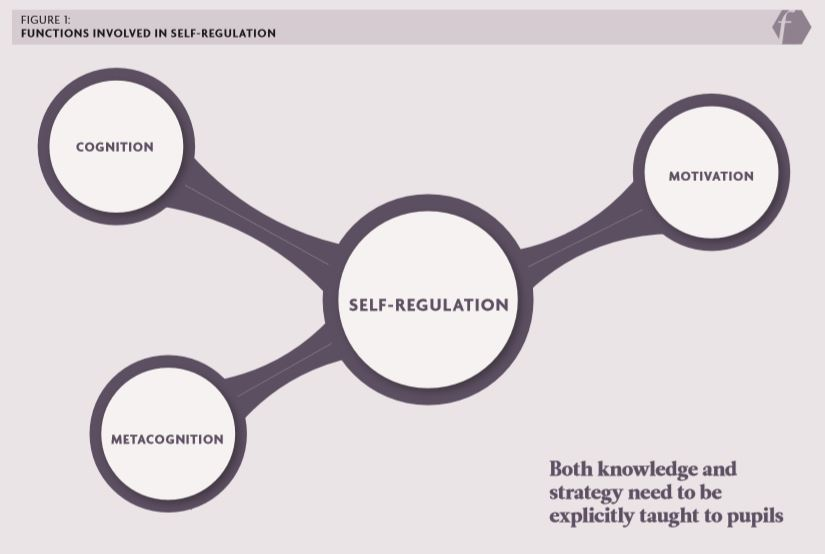 FIGURE 1:
FUNCTIONS INVOLVED IN SELF-REGULATION
f
COGNITION
MOTIVATION
SELF-REGULATION
METACOGNITION
Both knowledge and
strategy need to be
explicitly taught to pupils